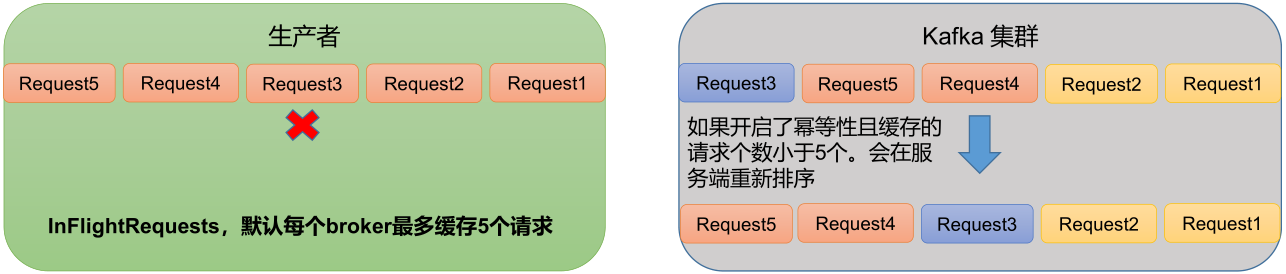 生产者
Request5 Request4 Request3 Request2 Request1
InFlightRequests，默认每个broker最多缓存5个请求
Kafka 集群
Request3 Request5 Request4 Request2 Request1
如果开启了幂等性且缓存的
请求个数小于5个。会在服
务端重新排序
Request5 Request4 Request3 Request2 Request1